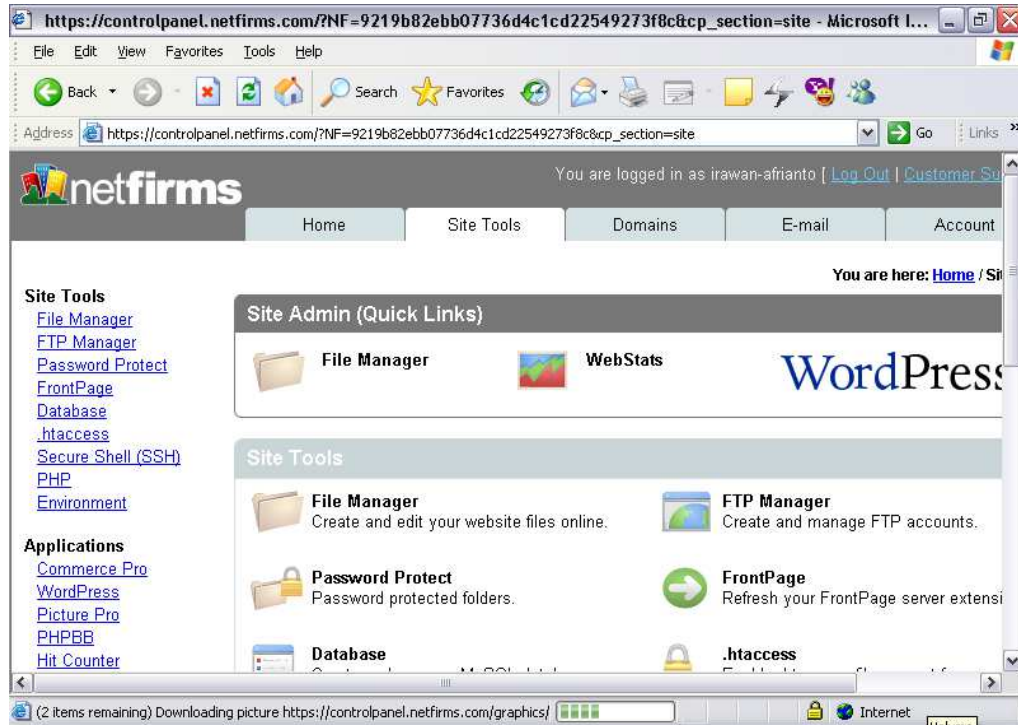 https://controlpanel.netfirms.com/?NF=9219b82ebb07736d4c1cd22549273f8c&cp_section=site - Microsoft I...
File Edit View Favorites Tools Help
Back Search Favorites
Address https://controlpanel.netfirms.com/?NF=9219b82ebb07736d4c1cd22549273f8c&cp_section=site Go Links »
netfirms
You are logged in as irawan-afrianto [ Log Out | Customer Su
Home Site Tools Domains E-mail Account
You are here: Home / Sit
Site Tools
File Manager
FTP Manager
Password Protect
FrontPage
Database
.htaccess
Secure Shell (SSH)
PHP
Environment
Applications
Commerce Pro
WordPress
Picture Pro
PHPBB
Hit Counter
Site Admin (Quick Links)
File Manager WebStats WordPress
Site Tools
File Manager
Create and edit your website files online.
FTP Manager
Create and manage FTP accounts.
Password Protect
Password protected folders.
FrontPage
Refresh your FrontPage server extensi
Database
.htaccess
(2 items remaining) Downloading picture https://controlpanel.netfirms.com/graphics/ Internet